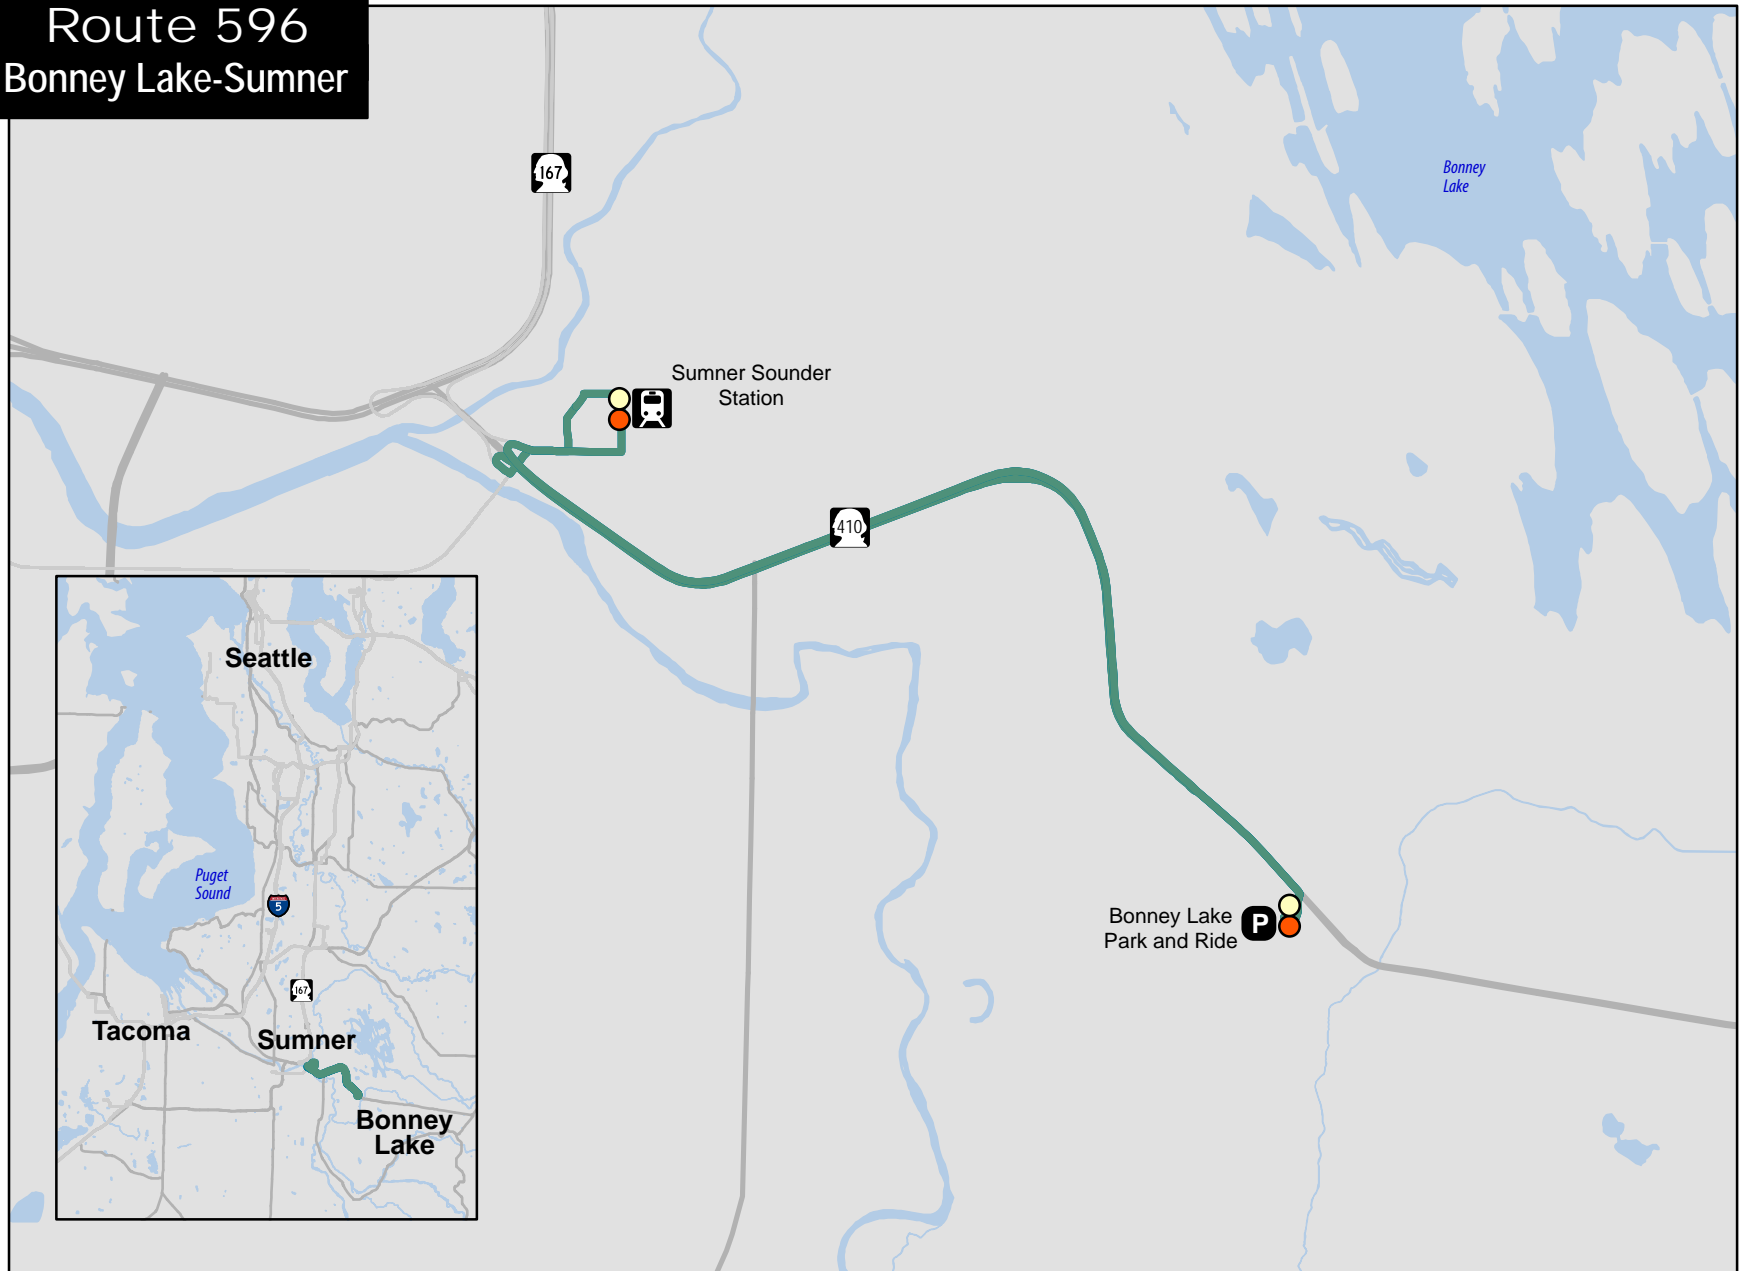 Route 596
Bonney Lake-Sumner
167
Bonney
Lake
Sumner Sounder
Station
410
Bonney Lake
Park and Ride
P
Seattle
Puget
Sound
5
167
Tacoma
Sumner
Bonney
Lake